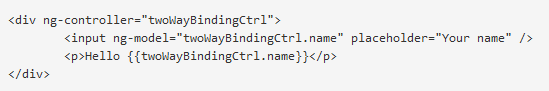 <div ng-controller="twoWayBindingCtrl">
        <input ng-model="twoWayBindingCtrl.name" placeholder="Your name" />
        <p>Hello {{twoWayBindingCtrl.name}}</p>
</div>